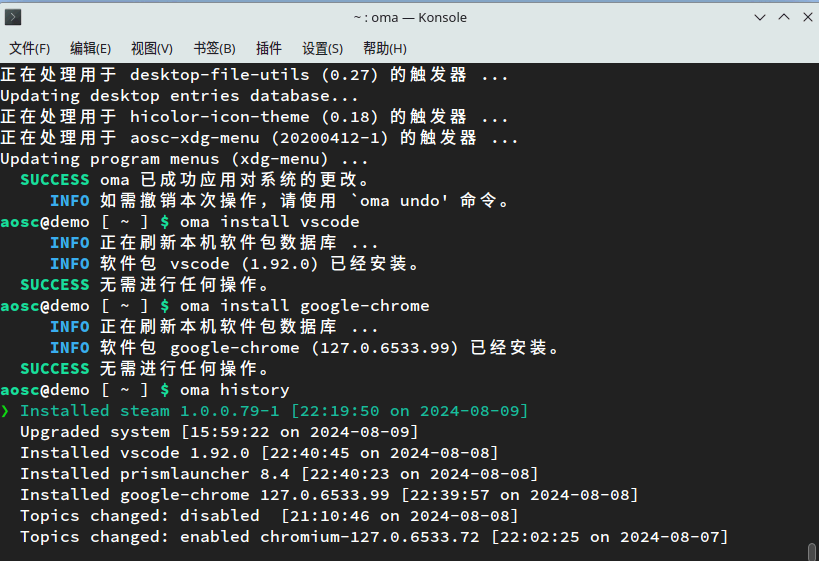 ~ : oma — Konsole
文件(F) 编辑(E) 视图(V) 书签(B) 插件 设置(S) 帮助(H)
正在处理用于 desktop-file-utils (0.27) 的触发器 ...
Updating desktop entries database...
正在处理用于 hicolor-icon-theme (0.18) 的触发器 ...
正在处理用于 aosc-xdg-menu (20200412-1) 的触发器 ...
Updating program menus (xdg-menu) ...
SUCCESS oma 已成功应用对系统的更改。
INFO 如需撤销本次操作，请使用 `oma undo' 命令。
aosc@demo [ ~ ] $ oma install vscode
INFO 正在刷新本机软件包数据库 ...
INFO 软件包 vscode (1.92.0) 已经安装。
SUCCESS 无需进行任何操作。
aosc@demo [ ~ ] $ oma install google-chrome
INFO 正在刷新本机软件包数据库 ...
INFO 软件包 google-chrome (127.0.6533.99) 已经安装。
SUCCESS 无需进行任何操作。
aosc@demo [ ~ ] $ oma history
❯ Installed steam 1.0.0.79-1 [22:19:50 on 2024-08-09]
Upgraded system [15:59:22 on 2024-08-09]
Installed vscode 1.92.0 [22:40:45 on 2024-08-08]
Installed prismlauncher 8.4 [22:40:23 on 2024-08-08]
Installed google-chrome 127.0.6533.99 [22:39:57 on 2024-08-08]
Topics changed: disabled  [21:10:46 on 2024-08-08]
Topics changed: enabled chromium-127.0.6533.72 [22:02:25 on 2024-08-07]